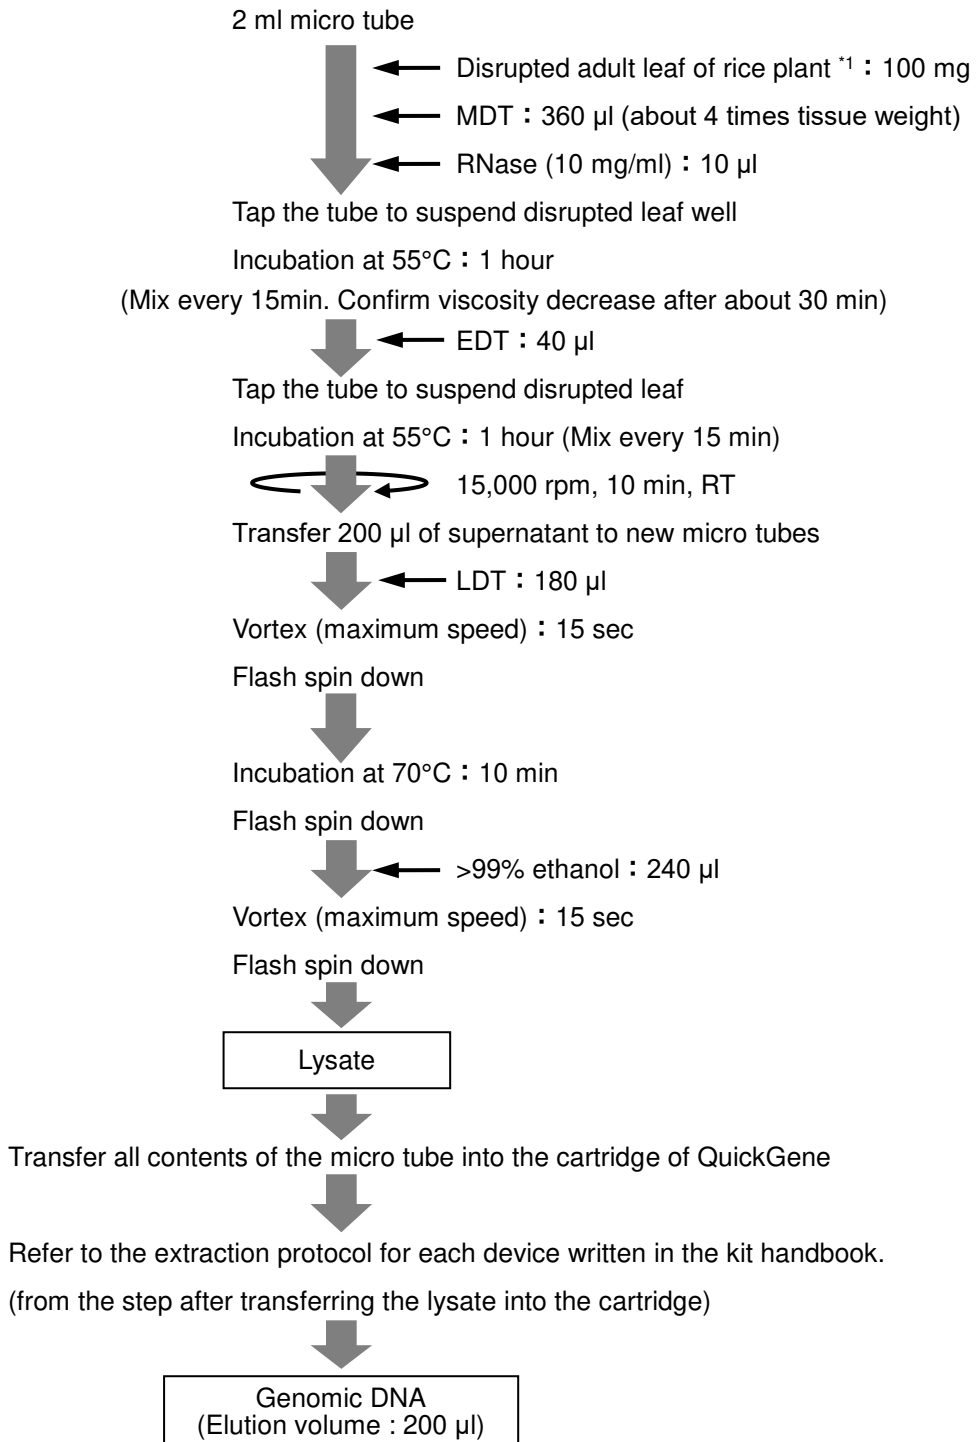 2 ml micro tube
Disrupted adult leaf of rice plant *1：100 mg
MDT：360 µl (about 4 times tissue weight)
RNase (10 mg/ml)：10 µl
Tap the tube to suspend disrupted leaf well
Incubation at 55°C：1 hour
(Mix every 15min. Confirm viscosity decrease after about 30 min)
EDT：40 µl
Tap the tube to suspend disrupted leaf
Incubation at 55°C：1 hour (Mix every 15 min)
15,000 rpm, 10 min, RT
Transfer 200 µl of supernatant to new micro tubes
LDT：180 µl
Vortex (maximum speed)：15 sec
Flash spin down
Incubation at 70°C：10 min
Flash spin down
>99% ethanol：240 µl
Vortex (maximum speed)：15 sec
Flash spin down
Lysate
Transfer all contents of the micro tube into the cartridge of QuickGene
Refer to the extraction protocol for each device written in the kit handbook.
(from the step after transferring the lysate into the cartridge)
Genomic DNA
(Elution volume : 200 µl)